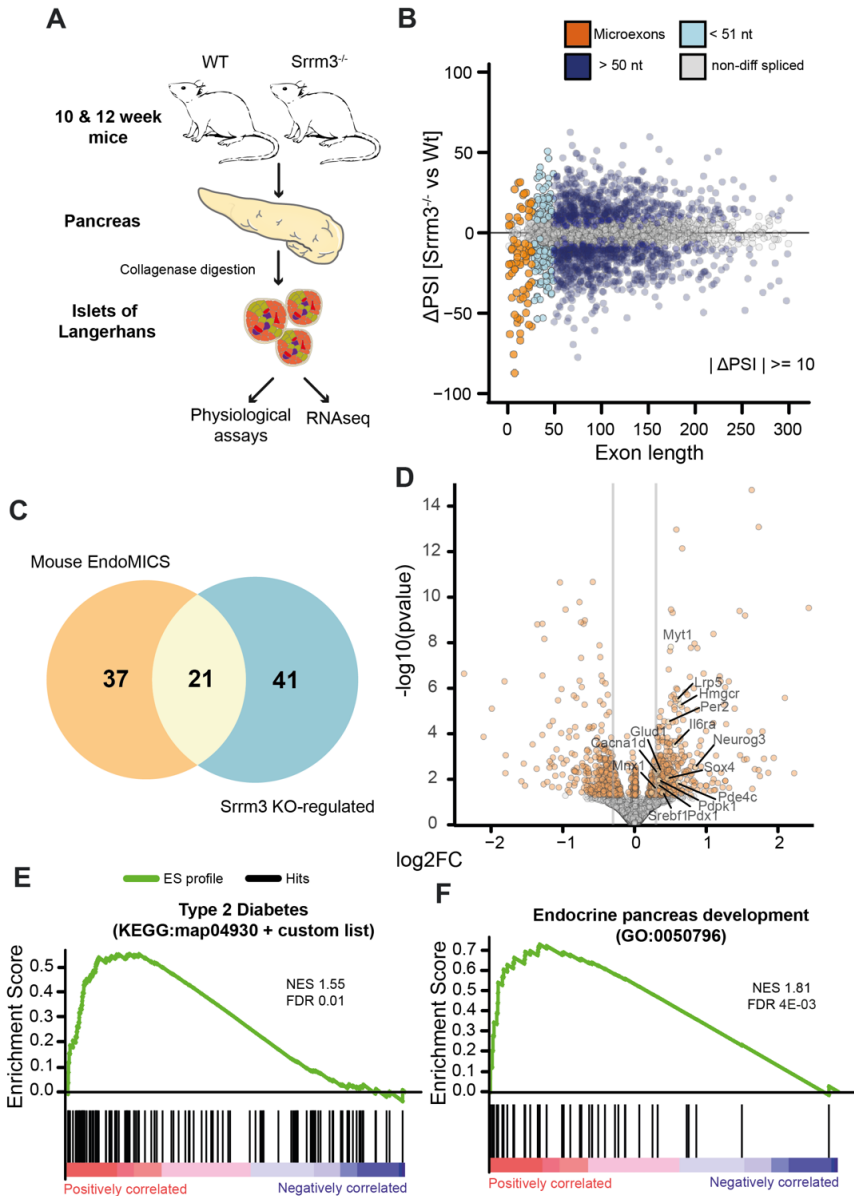 A
WT
Srrm3-/-
10 & 12 week
mice
Pancreas
Collagenase digestion
Islets of
Langerhans
Physiological
assays
RNAseq
B
Microexons
< 51 nt
> 50 nt
non-diff spliced
100
50
0
−50
−100
ΔPSI [Srrm3-/- vs Wt]
| ΔPSI | >= 10
0
50
100
150
200
250
300
Exon length
C
Mouse EndoMICS
37
21
41
Srrm3 KO-regulated
D
14
12
10
8
6
4
2
0
-log10(pvalue)
Myt1
Lrp5
Hmgcr
Per2
Il6ra
Glud1
Cacna1d
Neurog3
Mnx1
Sox4
Pde4c
Pdpk1
Srebf1
Pdx1
−2
−1
0
1
2
log2FC
E
ES profile
Hits
Type 2 Diabetes
(KEGG:map04930 + custom list)
NES 1.55
FDR 0.01
0.5
0.4
0.3
0.2
0.1
0.0
Enrichment Score
Positively correlated
Negatively correlated
F
Endocrine pancreas development
(GO:0050796)
NES 1.81
FDR 4E-03
0.7
0.6
0.5
0.4
0.3
0.2
0.1
0.0
Enrichment Score
Positively correlated
Negatively correlated